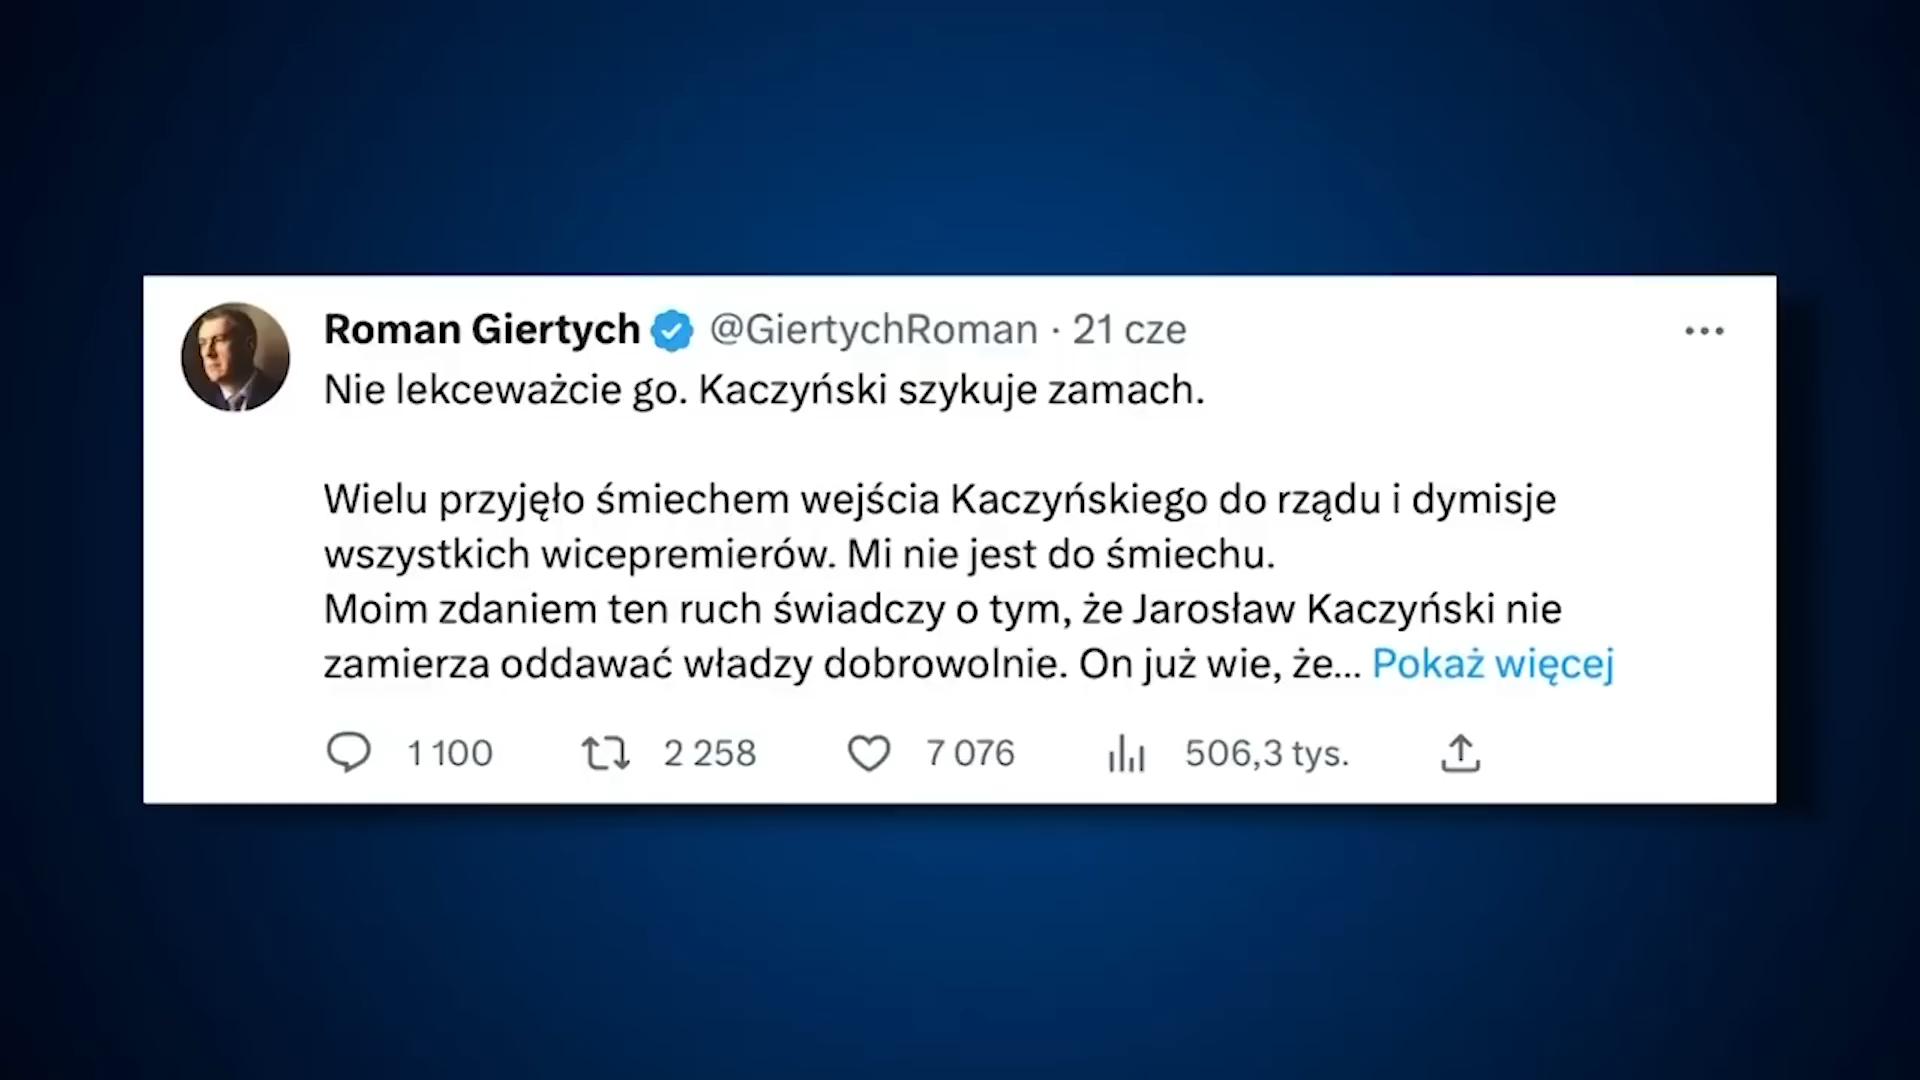 Roman Giertych @GiertychRoman · 21 cze
Nie lekceważcie go. Kaczyński szykuje zamach.
Wielu przyjęło śmiechem wejścia Kaczyńskiego do rządu i dymisje
wszystkich wicepremierów. Mi nie jest do śmiechu.
Moim zdaniem ten ruch świadczy o tym, że Jarosław Kaczyński nie
zamierza oddawać władzy dobrowolnie. On już wie, że... Pokaż więcej
1 100 2 258 7 076 506,3 tys.